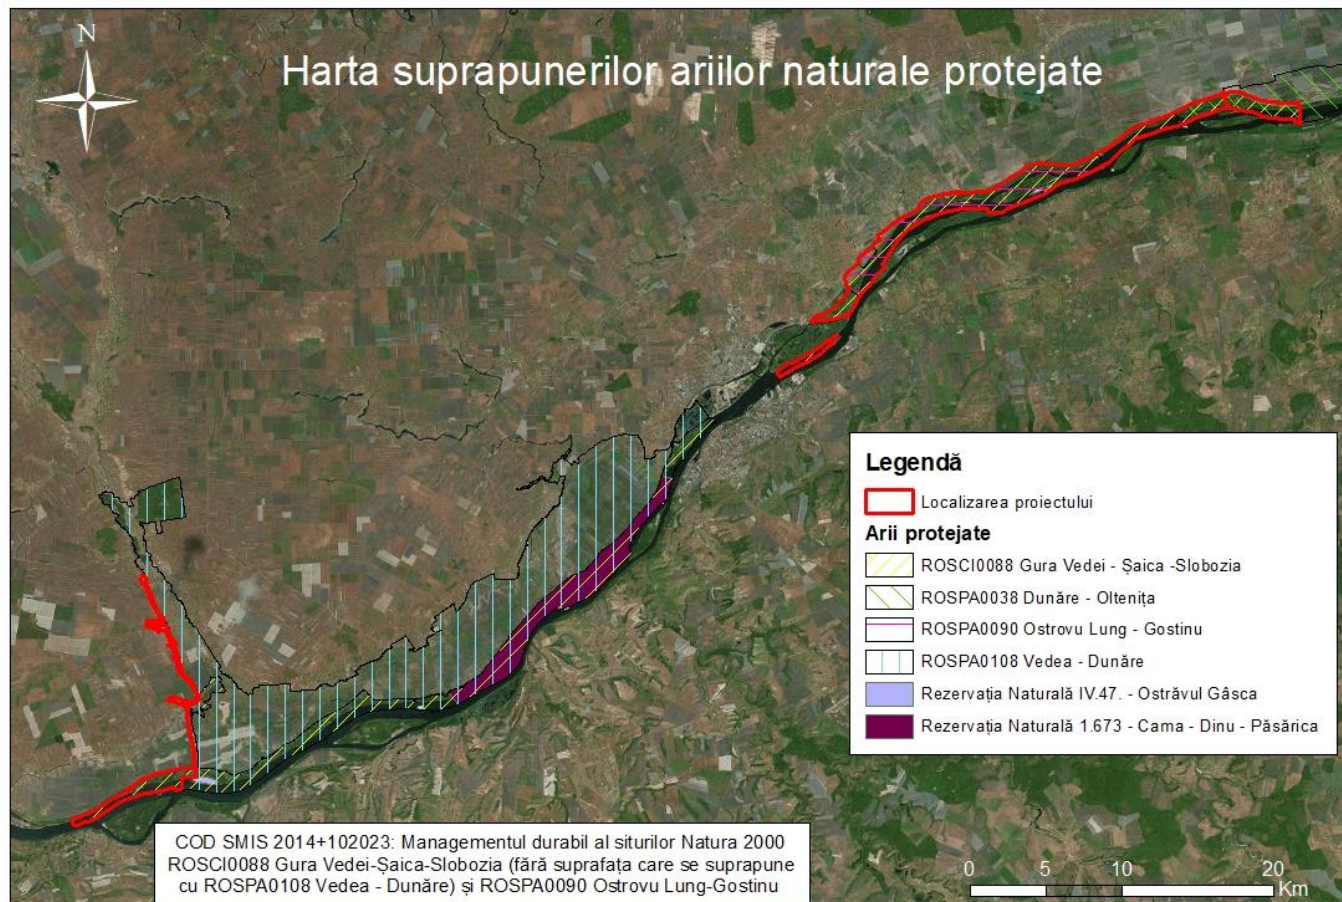 N
Harta suprapunerilor ariilor naturale protejate
Legendă
Localizarea proiectului
Arii protejate
ROSCI0088 Gura Vedei - Șaica -Slobozia
ROSPA0038 Dunăre - Oltenița
ROSPA0090 Ostrovu Lung - Gostinu
ROSPA0108 Vedea - Dunăre
Rezervația Naturală IV.47. - Ostrăvul Gâsca
Rezervația Naturală 1.673 - Cama - Dinu - Păsărica
COD SMIS 2014+102023: Managementul durabil al siturilor Natura 2000
ROSCI0088 Gura Vedei-Șaica-Slobozia (fără suprafața care se suprapune
cu ROSPA0108 Vedea - Dunăre) și ROSPA0090 Ostrovu Lung-Gostinu
0 5 10 20
Km